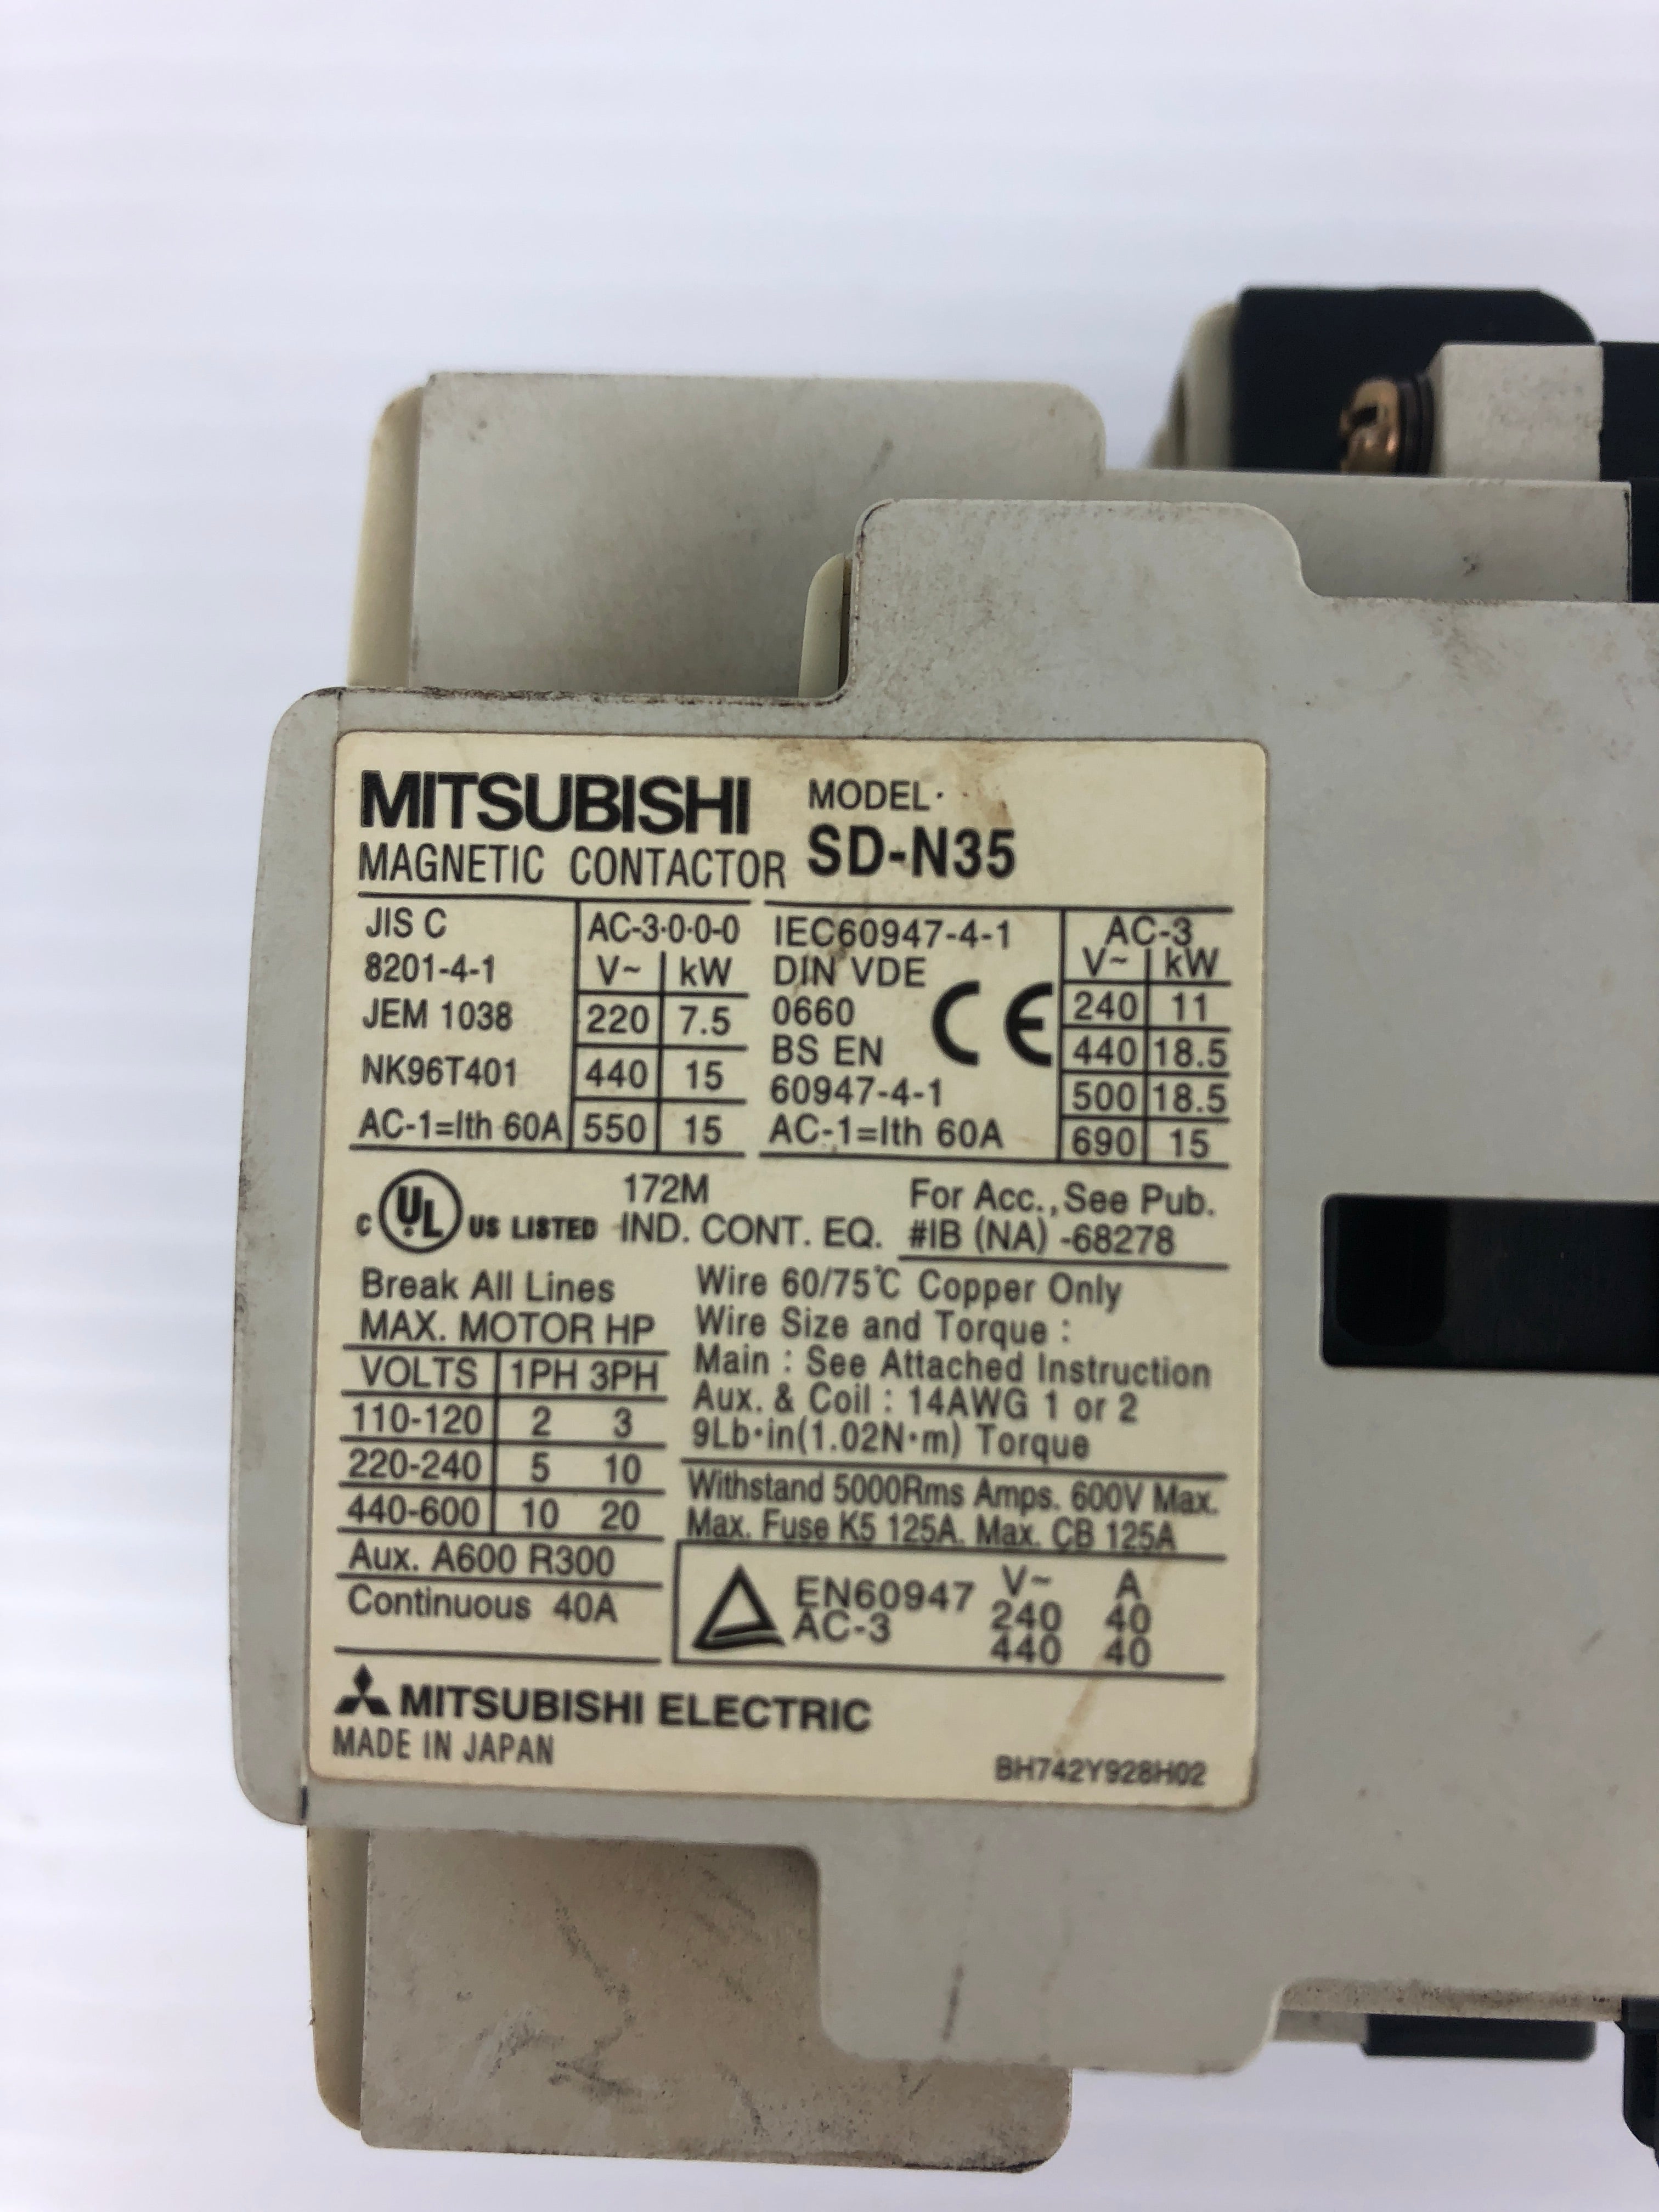 MITSUBISHI
MAGNETIC CONTACTOR
MODEL
SD-N35
JIS C
8201-4-1
JEM 1038
NK96T401
AC-1=Ith 60A
AC-3·0·0-0
V~ kW
220 7.5
440 15
550 15
IEC60947-4-1
DIN VDE
0660
BS EN
60947-4-1
AC-1=Ith 60A
CE
AC-3
V~ kW
240 11
440 18.5
500 18.5
690 15
C UL US LISTED
172M
IND. CONT. EQ.
For Acc., See Pub.
#IB (NA) -68278
Break All Lines
MAX. MOTOR HP
VOLTS 1PH 3PH
110-120 2 3
220-240 5 10
440-600 10 20
Aux. A600 R300
Continuous 40A
Wire 60/75℃ Copper Only
Wire Size and Torque :
Main : See Attached Instruction
Aux. & Coil : 14AWG 1 or 2
9Lb·in(1.02N·m) Torque
Withstand 5000Rms Amps. 600V Max.
Max. Fuse K5 125A. Max. CB 125A
EN60947
AC-3
V~ A
240 40
440 40
MITSUBISHI ELECTRIC
MADE IN JAPAN
BH742Y928H02